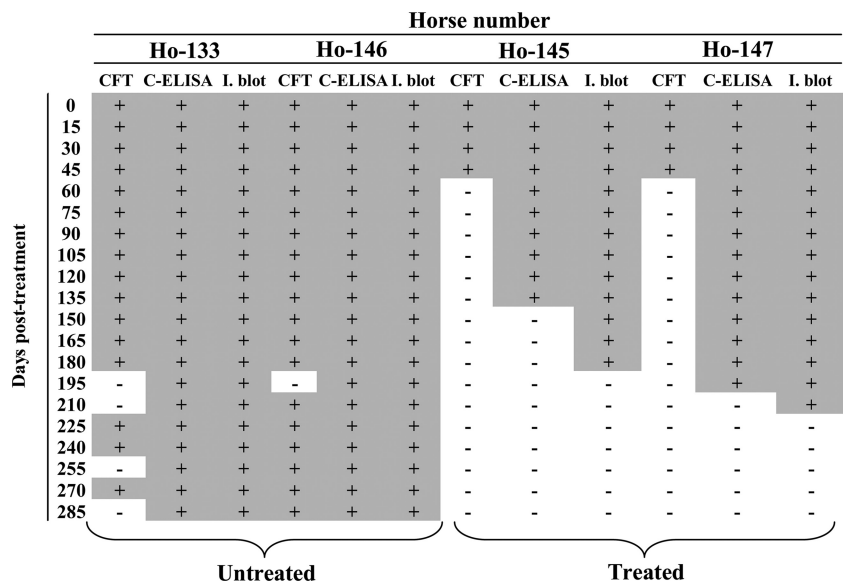 Horse number
Ho-133 Ho-146 Ho-145 Ho-147
CFT C-ELISA I. blot CFT C-ELISA I. blot CFT C-ELISA I. blot CFT C-ELISA I. blot
Days post-treatment
0 + + + + + + + + + + + +
15 + + + + + + + + + + + +
30 + + + + + + + + + + + +
45 + + + + + + + + + + + +
60 + + + + + + - + + - + +
75 + + + + + + - + + - + +
90 + + + + + + - + + - + +
105 + + + + + + - + + - + +
120 + + + + + + - + + - + +
135 + + + + + + - + + - + +
150 + + + + + + - - + - + +
165 + + + + + + - - + - + +
180 + + + + + + - - + - + +
195 - + + - + + - - - - + +
210 - + + + + + - - - - - +
225 + + + + + + - - - - - -
240 + + + + + + - - - - - -
255 - + + + + + - - - - - -
270 + + + + + + - - - - - -
285 - + + + + + - - - - - -
Untreated Treated